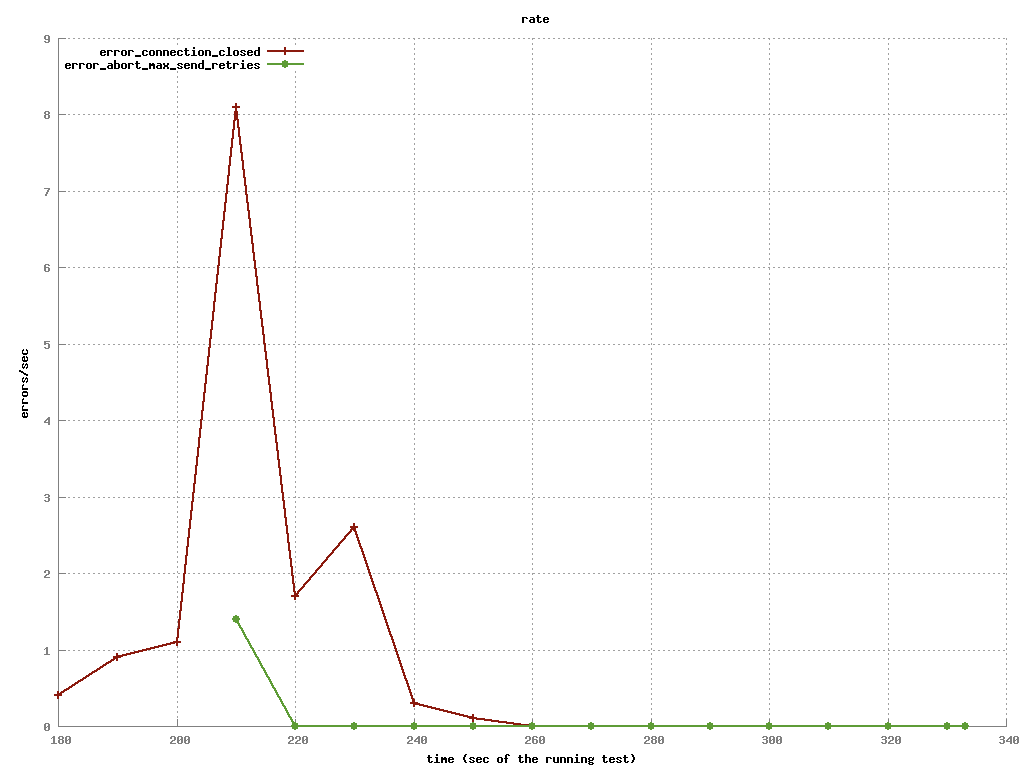 rate
9
error_connection_closed
error_abort_max_send_retries
8
7
6
5
errors/sec
4
3
2
1
0
180 200 220 240 260 280 300 320 340
time (sec of the running test)